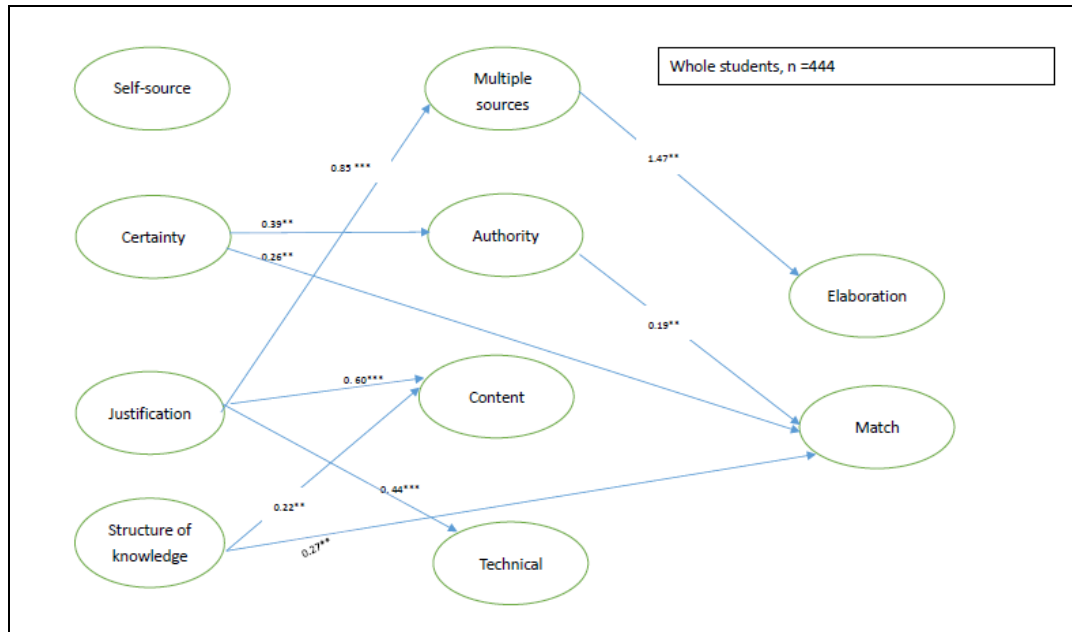 Self-source
Multiple
sources
Whole students, n =444
0.85 ***
1.47**
Certainty
0.39**
Authority
0.26**
Elaboration
0.19**
Justification
0. 60***
Content
Match
0, 44***
0.22**
Structure of
knowledge
0.27**
Technical